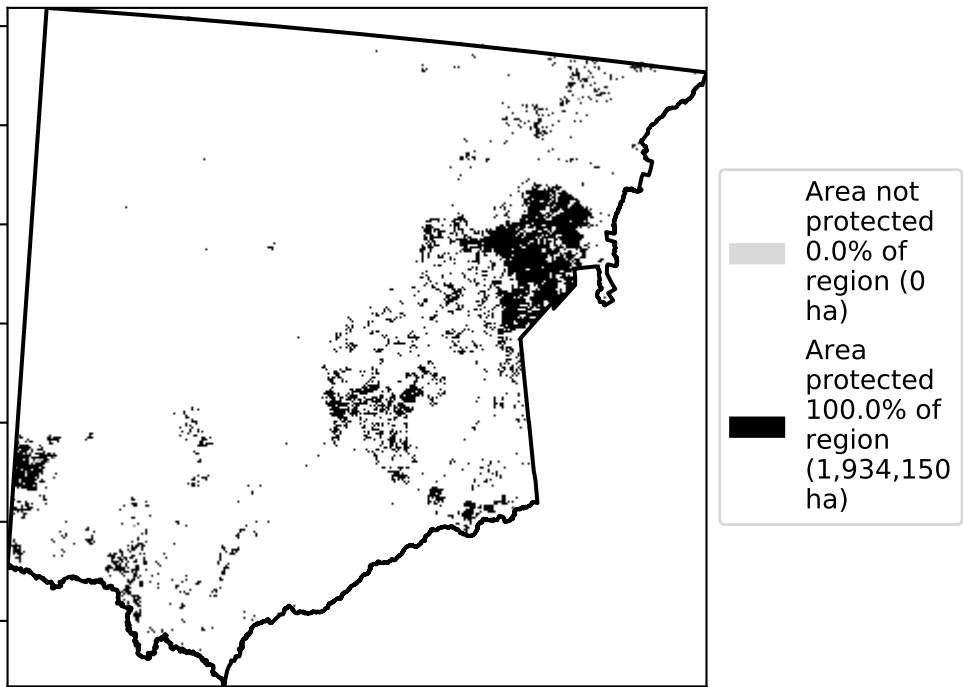 Area not
protected
0.0% of
region (0
ha)
Area
protected
100.0% of
region
(1,934,150
ha)